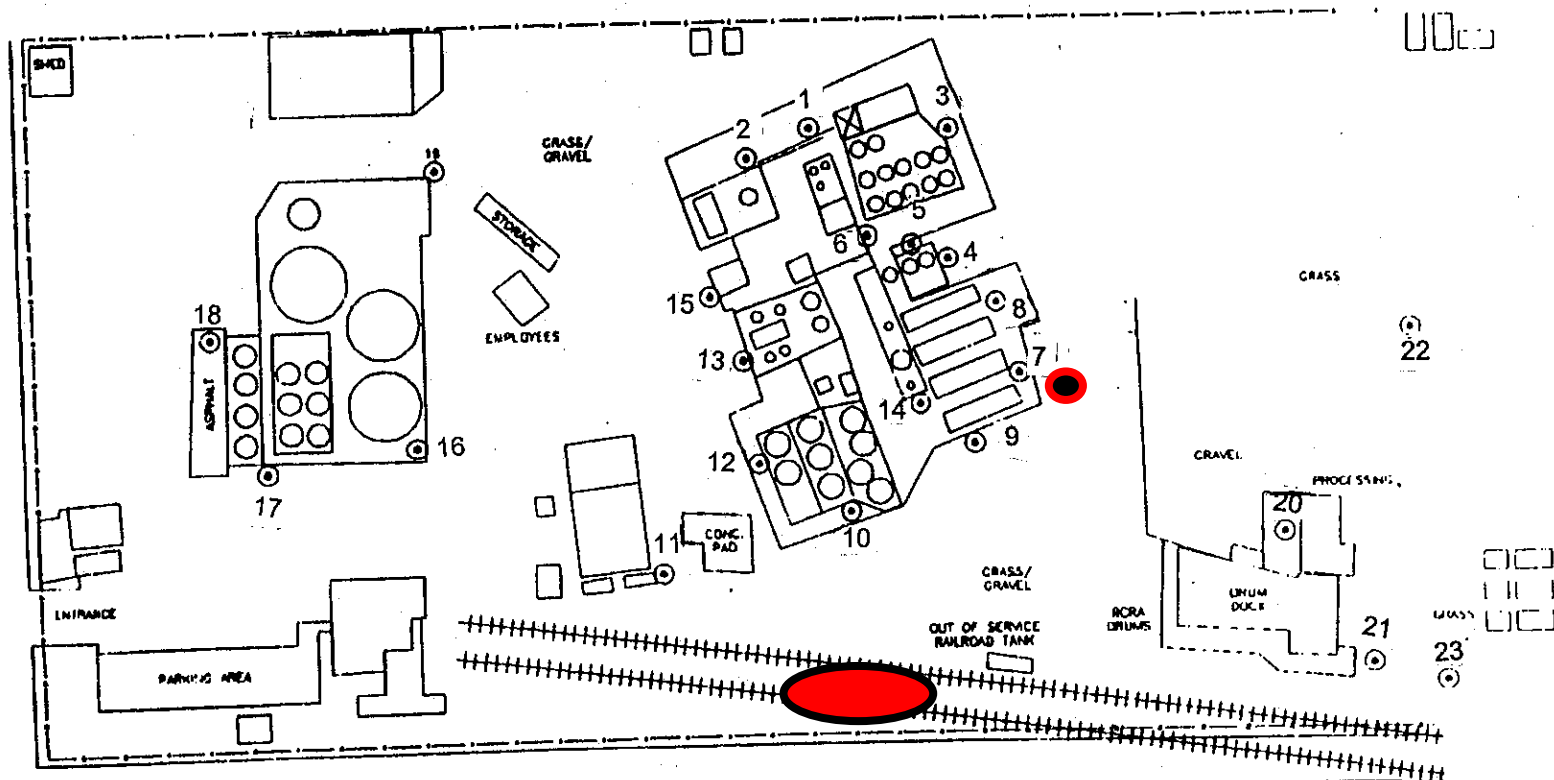 SHED
1
3
2
GRASS/
GRAVEL
19
STORAGE
5
6
4
GRASS
15
8
18
EMPLOYEES
22
13
7
ASPHALT
14
9
16
12
GRAVEL
PROCESSING
17
20
10
11
CONC.
PAD
GRASS/
GRAVEL
DRUM
DOCK
ENTRANCE
RCRA
DRUMS
GRASS
OUT OF SERVICE
RAILROAD TANK
21
23
PARKING AREA